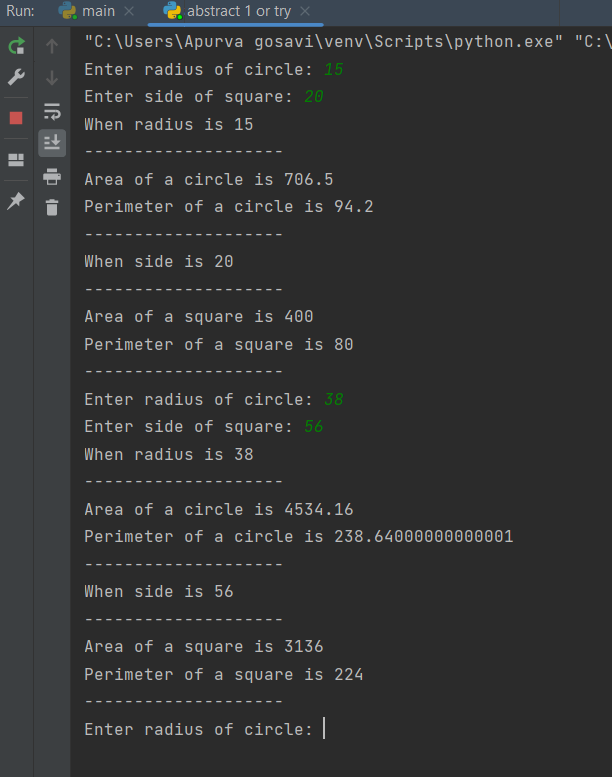 Run: main × abstract 1 or try ×
"C:\Users\Apurva gosavi\venv\Scripts\python.exe" "C:\
Enter radius of circle: 15
Enter side of square: 20
When radius is 15
--------------------
Area of a circle is 706.5
Perimeter of a circle is 94.2
--------------------
When side is 20
--------------------
Area of a square is 400
Perimeter of a square is 80
--------------------
Enter radius of circle: 38
Enter side of square: 56
When radius is 38
--------------------
Area of a circle is 4534.16
Perimeter of a circle is 238.64000000000001
--------------------
When side is 56
--------------------
Area of a square is 3136
Perimeter of a square is 224
--------------------
Enter radius of circle: